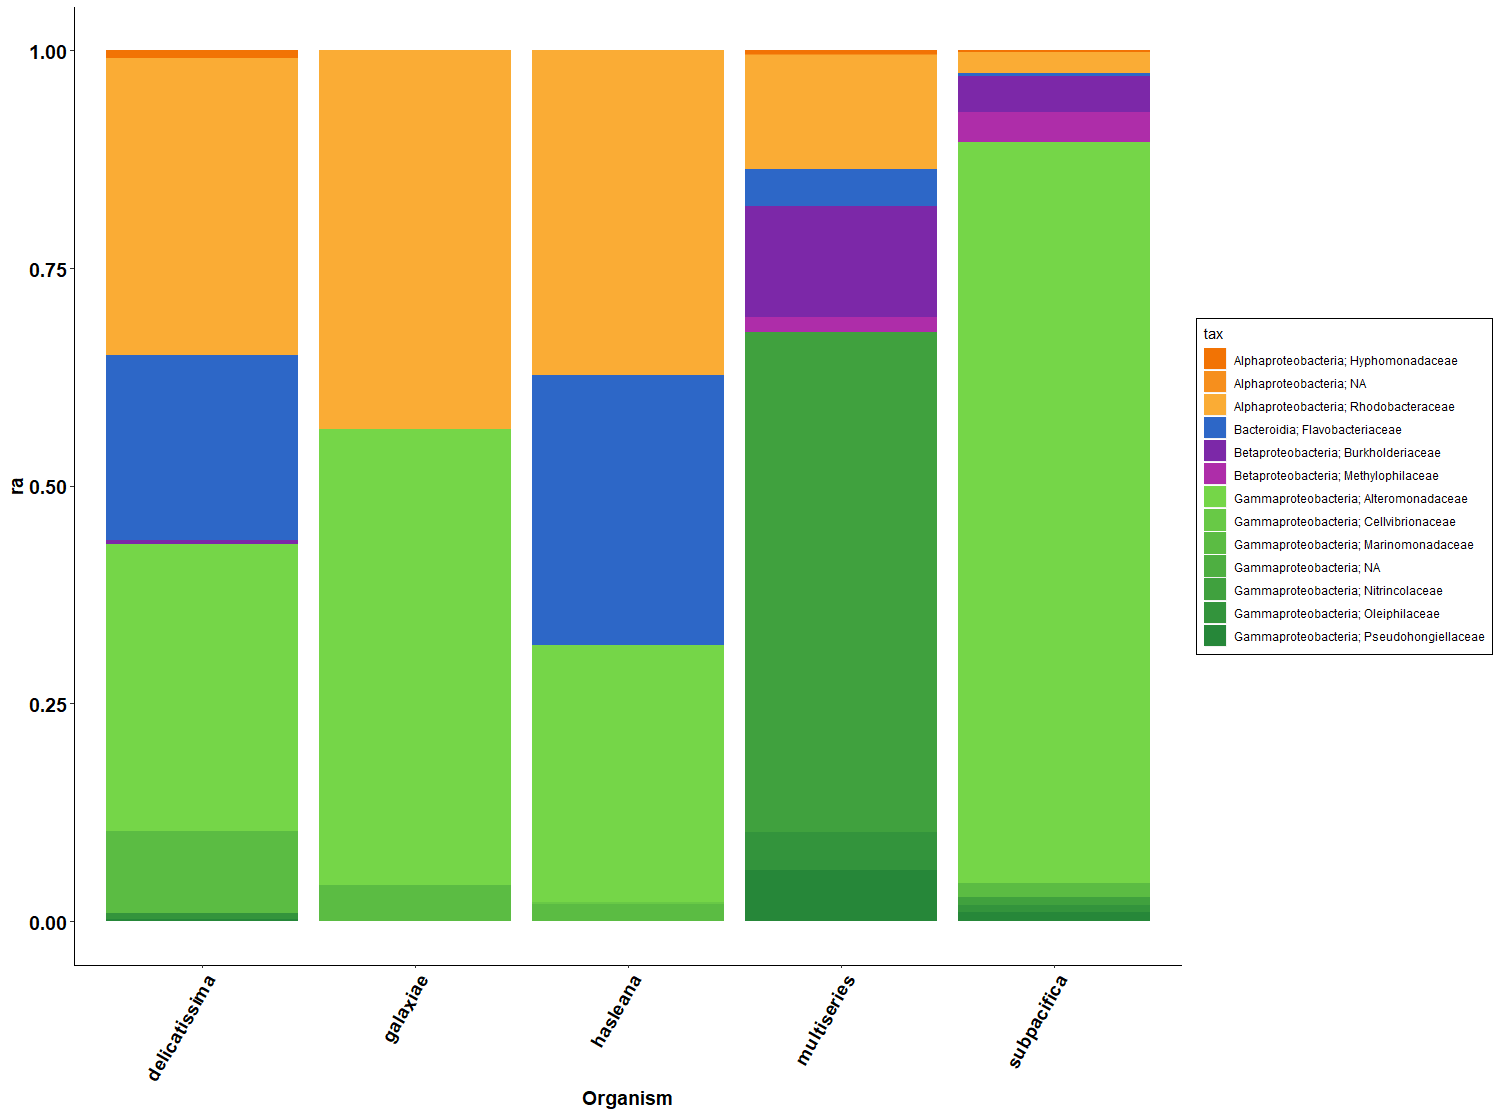 1.00
0.75
0.50
0.25
0.00
ra
delicatissima
galaxiae
hasleana
multiseries
subpacifica
Organism
tax
Alphaproteobacteria; Hyphomonadaceae
Alphaproteobacteria; NA
Alphaproteobacteria; Rhodobacteraceae
Bacteroidia; Flavobacteriaceae
Betaproteobacteria; Burkholderiaceae
Betaproteobacteria; Methylophilaceae
Gammaproteobacteria; Alteromonadaceae
Gammaproteobacteria; Cellvibrionaceae
Gammaproteobacteria; Marinomonadaceae
Gammaproteobacteria; NA
Gammaproteobacteria; Nitrincolaceae
Gammaproteobacteria; Oleiphilaceae
Gammaproteobacteria; Pseudohongiellaceae